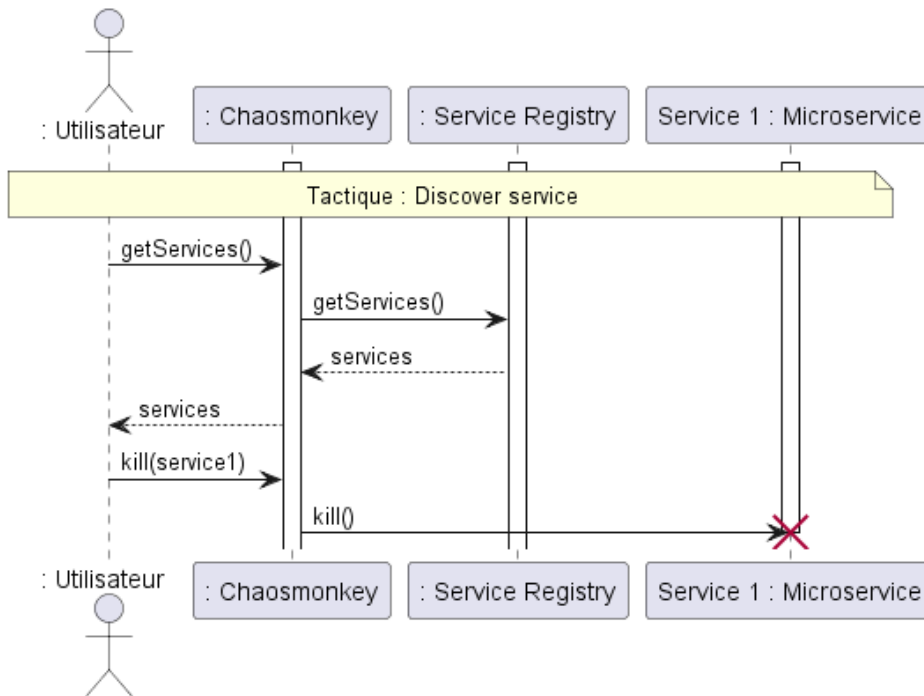 : Utilisateur
: Chaosmonkey
: Service Registry
Service 1 : Microservice
Tactique : Discover service
getServices()
getServices()
services
services
kill(service1)
kill()
: Utilisateur
: Chaosmonkey
: Service Registry
Service 1 : Microservice